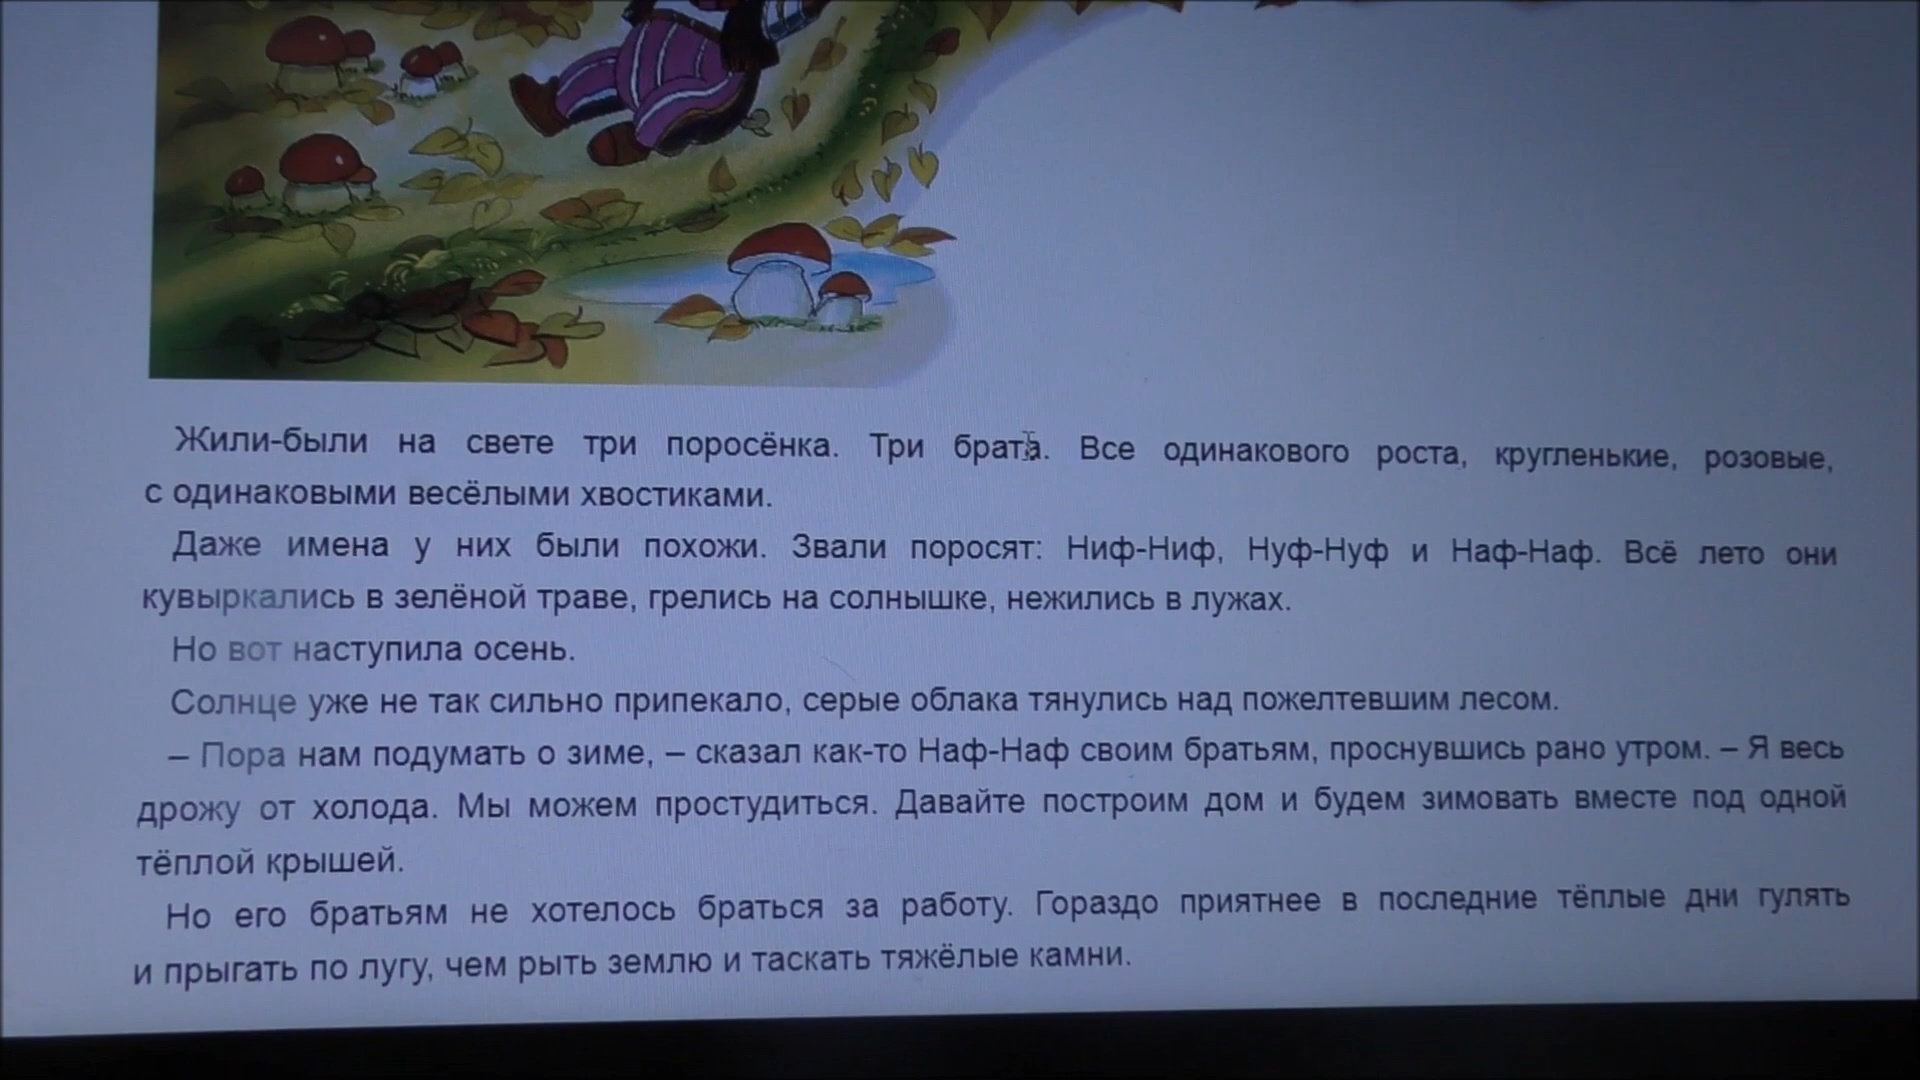 Жили-были на свете три поросёнка. Три брата. Все одинакового роста, кругленькие, розовые,
с одинаковыми весёлыми хвостиками.
Даже имена у них были похожи. Звали поросят: Ниф-Ниф, Нуф-Нуф и Наф-Наф. Всё лето они
кувыркались в зелёной траве, грелись на солнышке, нежились в лужах.
Но вот наступила осень.
Солнце уже не так сильно припекало, серые облака тянулись над пожелтевшим лесом.
– Пора нам подумать о зиме, – сказал как-то Наф-Наф своим братьям, проснувшись рано утром. – Я весь
дрожу от холода. Мы можем простудиться. Давайте построим дом и будем зимовать вместе под одной
тёплой крышей.
Но его братьям не хотелось браться за работу. Гораздо приятнее в последние тёплые дни гулять
и прыгать по лугу, чем рыть землю и таскать тяжёлые камни.